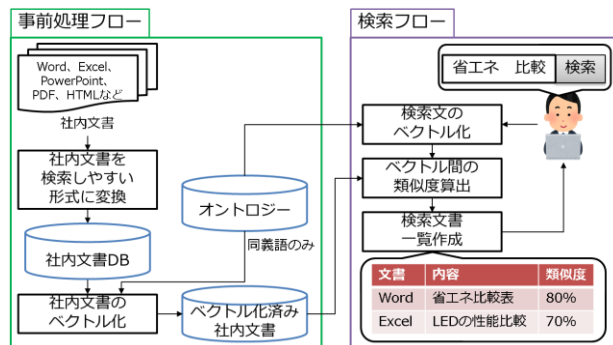 事前処理フロー
Word、Excel、
PowerPoint、
PDF、HTMLなど
社内文書
社内文書を
検索しやすい
形式に変換
社内文書DB
社内文書の
ベクトル化
オントロジー
同義語のみ
ベクトル化済み
社内文書
検索フロー
省エネ 比較 検索
検索文の
ベクトル化
ベクトル間の
類似度算出
検索文書
一覧作成
文書 内容 類似度
Word 省エネ比較表 80%
Excel LEDの性能比較 70%